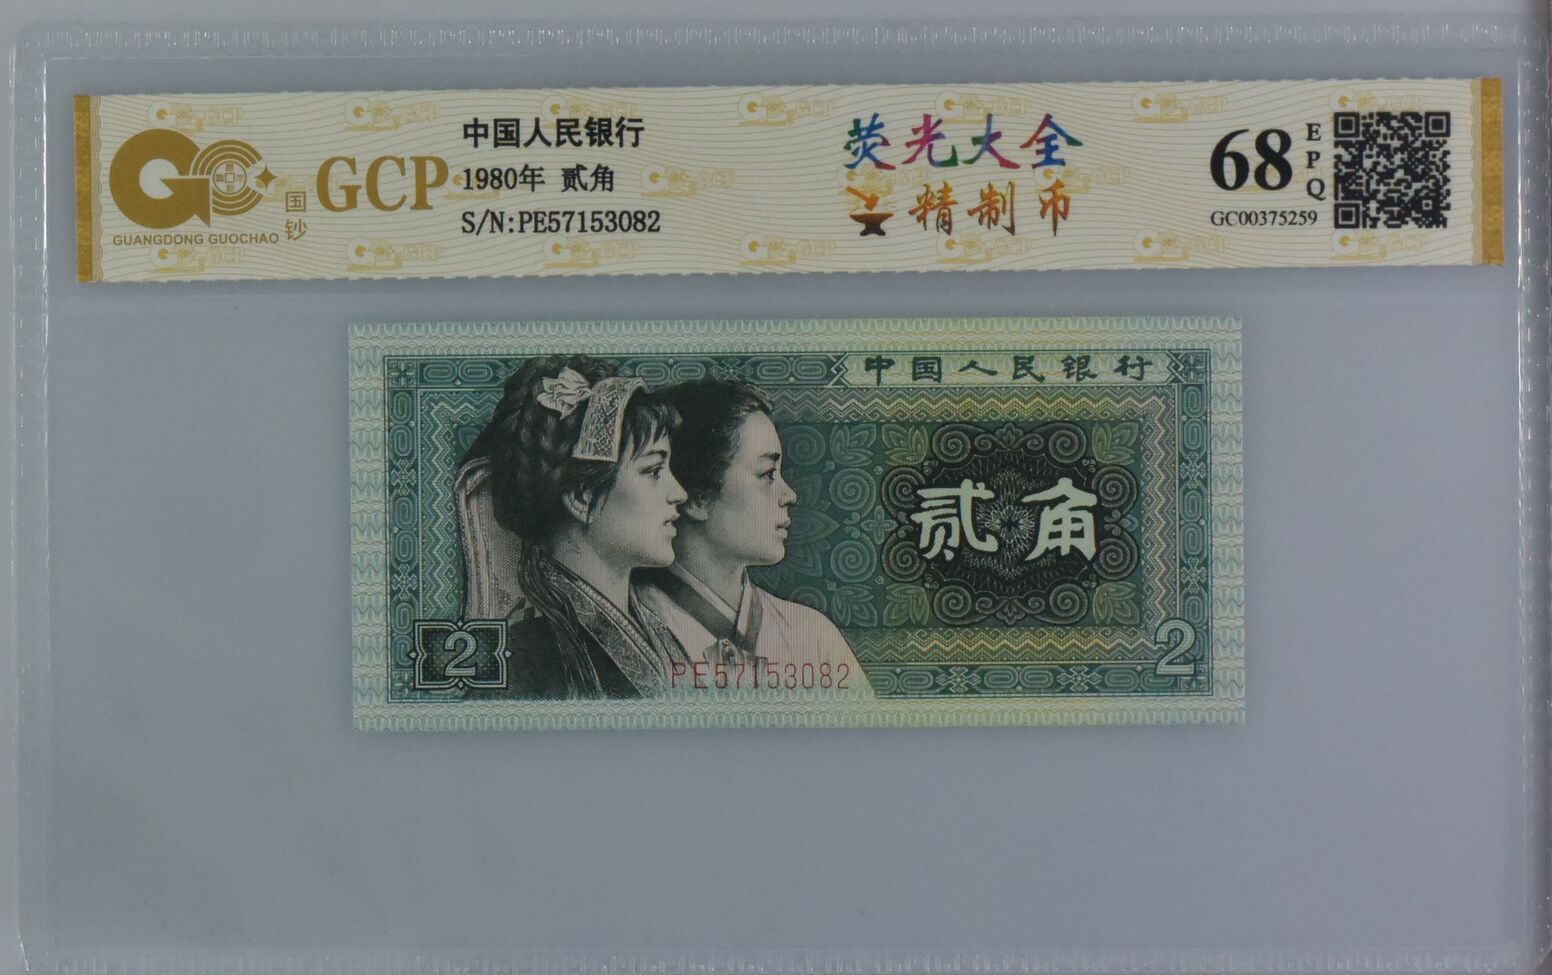 GUANGDONG GUOCHAO
国钞
GCP
中国人民银行
1980年 贰角
S/N:PE57153082
荧光大全
精制币
68
EPQ
GC00375259
中国人民银行
贰角
2
2
PE57153082